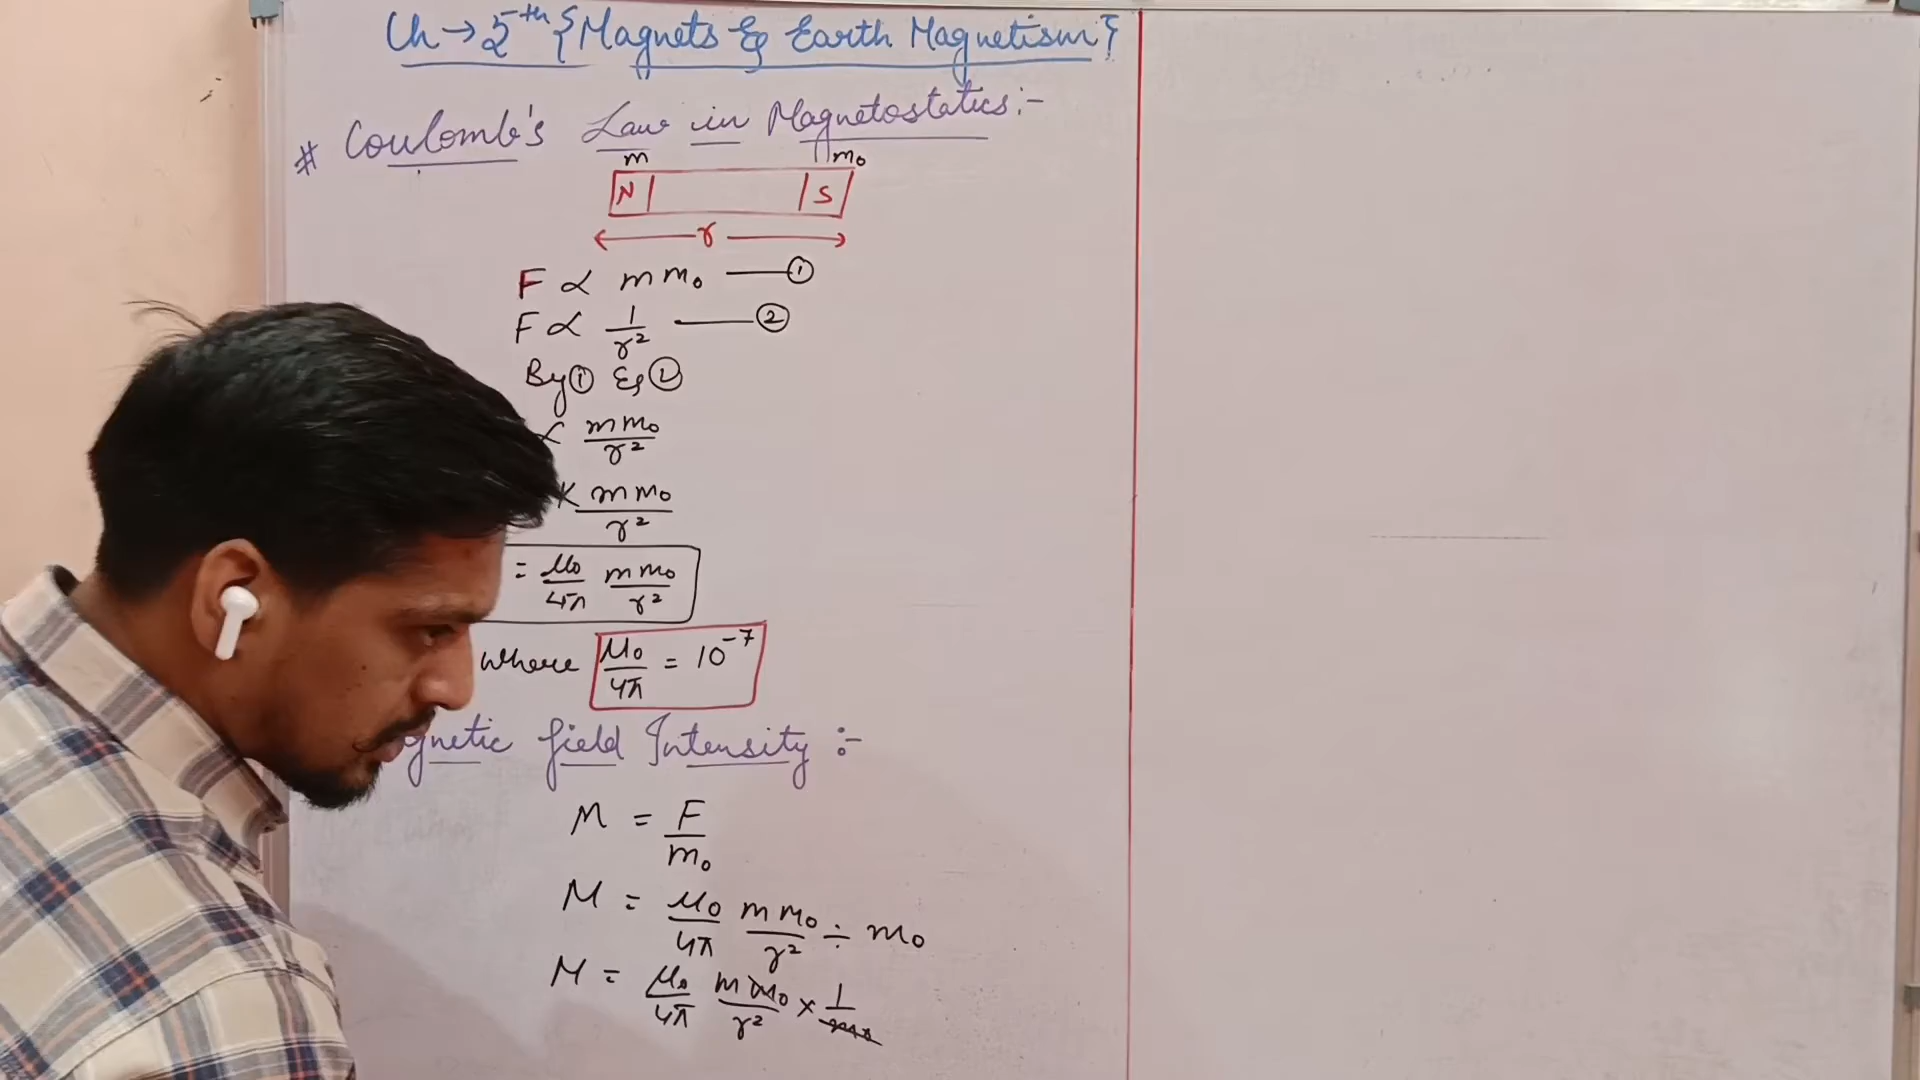 Ch → 5th {Magnets & Earth Magnetism}
# Coulomb's Law in Magnetostatics:-
m m₀
N S
r
F ∝ m m₀ —— ①
F ∝ 1/r² —— ②
By ① & ②
∝ m m₀/r²
K m m₀/r²
= μ₀/4π m m₀/r²
where μ₀/4π = 10⁻⁷
gnetic field Intensity :-
M = F/m₀
M = μ₀/4π m m₀/r² ÷ m₀
M = μ₀/4π m m₀/r² × 1/m₀